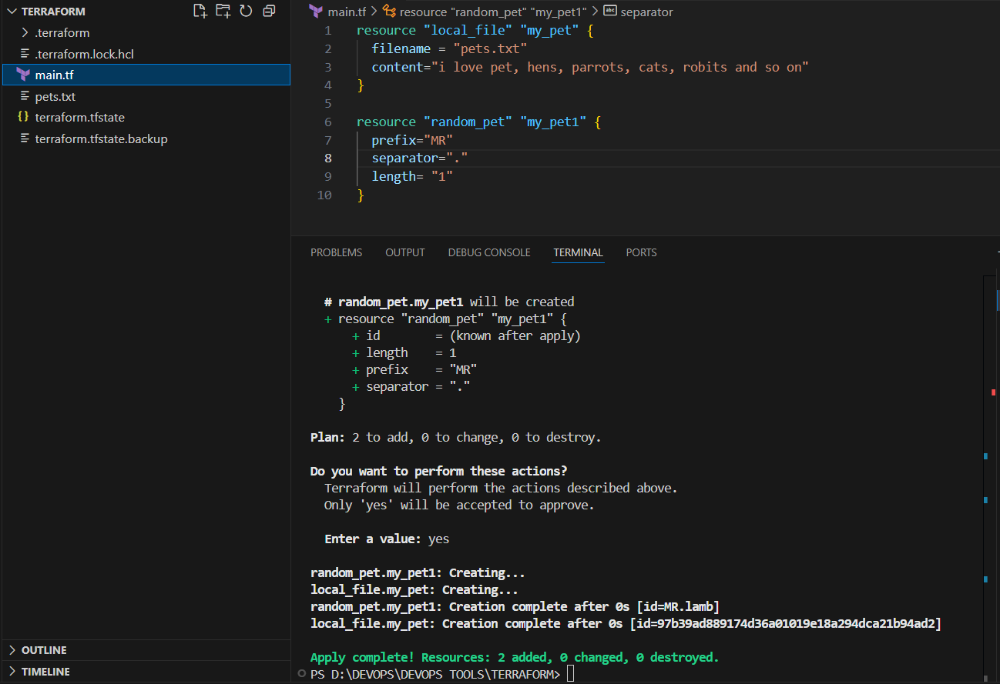 TERRAFORM
.terraform
.terraform.lock.hcl
main.tf
pets.txt
{} terraform.tfstate
terraform.tfstate.backup
OUTLINE
TIMELINE
main.tf > resource "random_pet" "my_pet1" > abc separator
1 resource "local_file" "my_pet" {
2 filename = "pets.txt"
3 content="i love pet, hens, parrots, cats, robits and so on"
4 }
5
6 resource "random_pet" "my_pet1" {
7 prefix="MR"
8 separator="."
9 length= "1"
10 }
PROBLEMS OUTPUT DEBUG CONSOLE TERMINAL PORTS
# random_pet.my_pet1 will be created
+ resource "random_pet" "my_pet1" {
+ id = (known after apply)
+ length = 1
+ prefix = "MR"
+ separator = "."
}
Plan: 2 to add, 0 to change, 0 to destroy.
Do you want to perform these actions?
Terraform will perform the actions described above.
Only 'yes' will be accepted to approve.
Enter a value: yes
random_pet.my_pet1: Creating...
local_file.my_pet: Creating...
random_pet.my_pet1: Creation complete after 0s [id=MR.lamb]
local_file.my_pet: Creation complete after 0s [id=97b39ad889174d36a01019e18a294dca21b94ad2]
Apply complete! Resources: 2 added, 0 changed, 0 destroyed.
PS D:\DEVOPS\DEVOPS TOOLS\TERRAFORM>